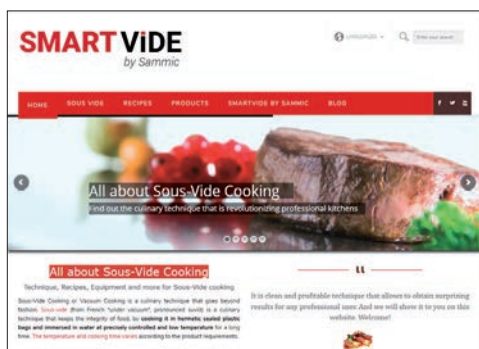 SMARTViDE
by Sammic
LANGUAGES
Enter your search
HOME
SOUS VIDE
RECIPES
PRODUCTS
SMARTVIDE BY SAMMIC
BLOG
All about Sous-Vide Cooking
Find out the culinary technique that is revolutionizing professional kitchens
All about Sous-Vide Cooking
Technique, Recipes, Equipment and more for Sous-Vide cooking
Sous-Vide Cooking or Vacuum Cooking is a culinary technique that goes beyond
fashion. Sous-vide (from French "under vacuum", pronounced suvid) is a culinary
technique that keeps the integrity of food, by cooking it in hermetic sealed plastic
bags and immersed in water at precisely controlled and low temperature for a long
time. The temperature and cooking time varies according to the product requirements.
It is clean and profitable technique that allows to obtain surprising
results for any professional user. And we will show it to you on this
website. Welcome!